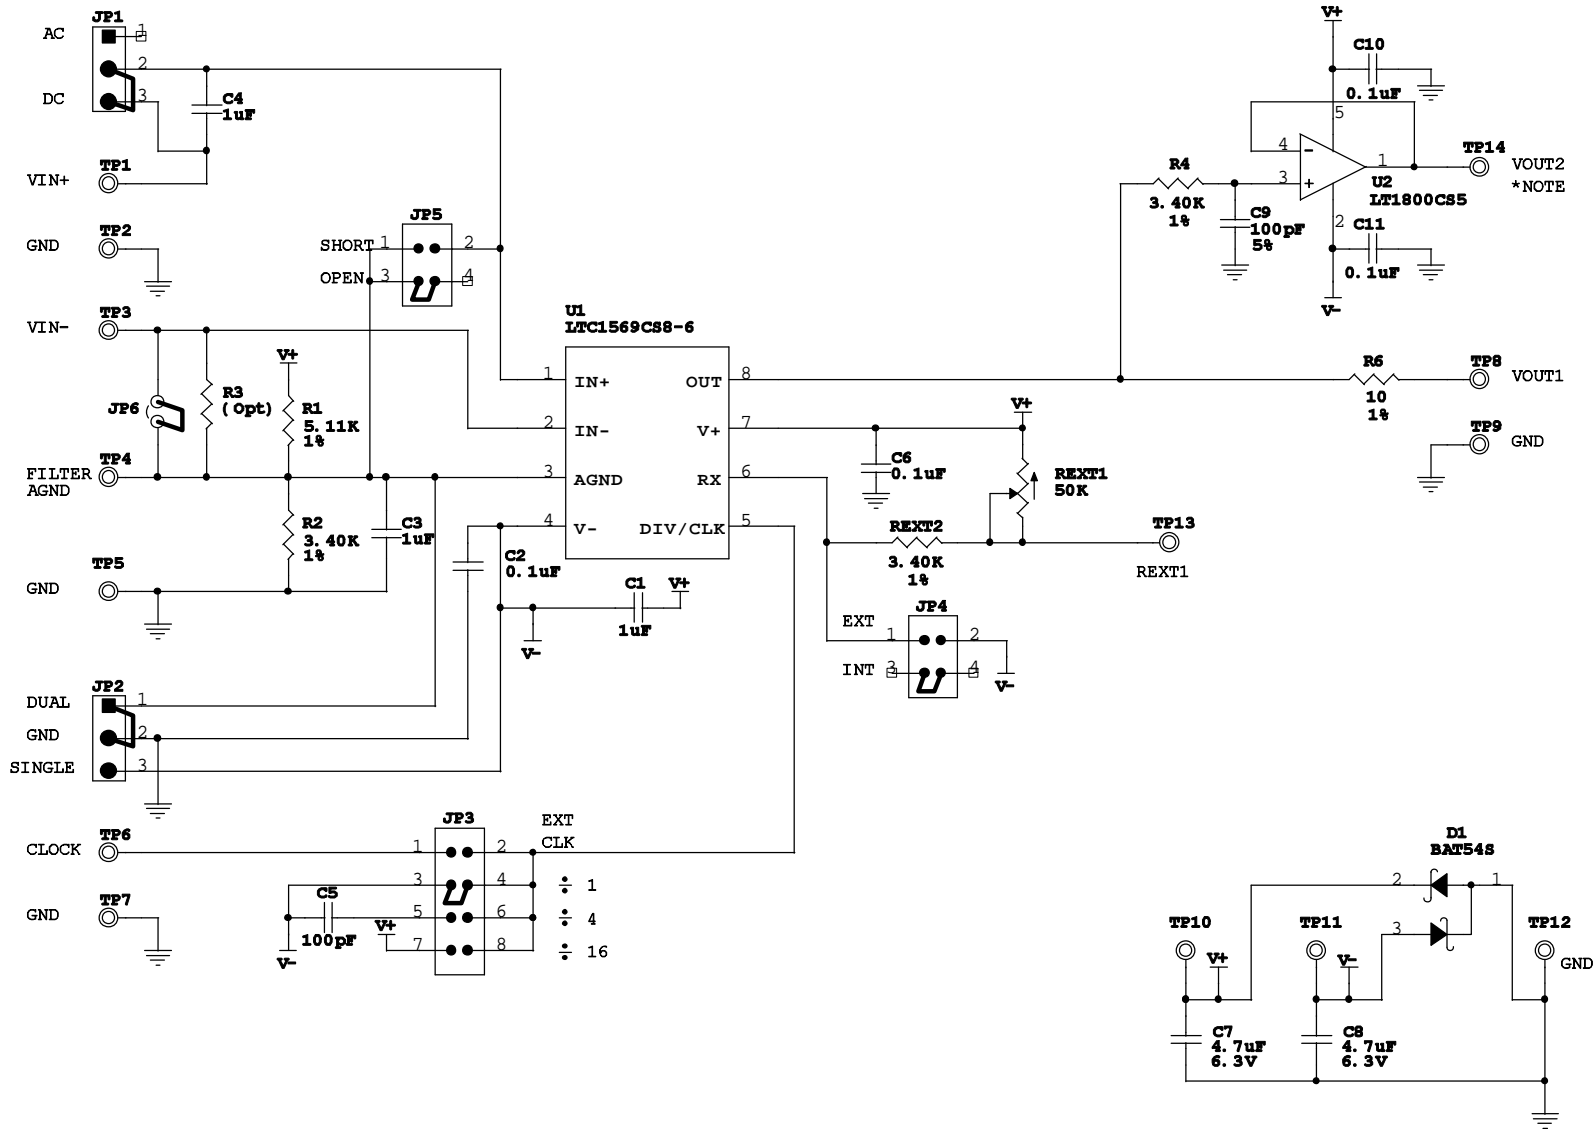 JP1
AC
1
2
DC
3
C4
1uF
TP1
VIN+
TP2
GND
JP5
SHORT 1
2
OPEN 3
4
TP3
VIN-
V+
JP6
R3
(Opt)
R1
5.11K
1%
FILTER
AGND
TP4
R2
3.40K
1%
C3
1uF
TP5
GND
U1
LTC1569CS8-6
1
IN+
OUT
8
2
IN-
V+
7
3
AGND
RX
6
4
V-
DIV/CLK
5
C2
0.1uF
C1
V+
1uF
V-
JP2
DUAL
1
GND
2
SINGLE
3
JP3
EXT
CLK
TP6
CLOCK
1
2
3
4
÷ 1
C5
100pF
5
6
÷ 4
V+
7
8
÷ 16
V-
TP7
GND
C6
0.1uF
V+
REXT1
50K
REXT2
3.40K
1%
TP13
REXT1
JP4
EXT
1
2
INT
3
4
V-
V+
C10
0.1uF
5
4
-
3
+
1
2
U2
LT1800CS5
TP14
VOUT2
*NOTE
R4
3.40K
1%
C9
100pF
5%
C11
0.1uF
V-
R6
10
1%
TP8
VOUT1
TP9
GND
D1
BAT54S
2
1
3
TP10
V+
TP11
V-
TP12
GND
C7
4.7uF
6.3V
C8
4.7uF
6.3V